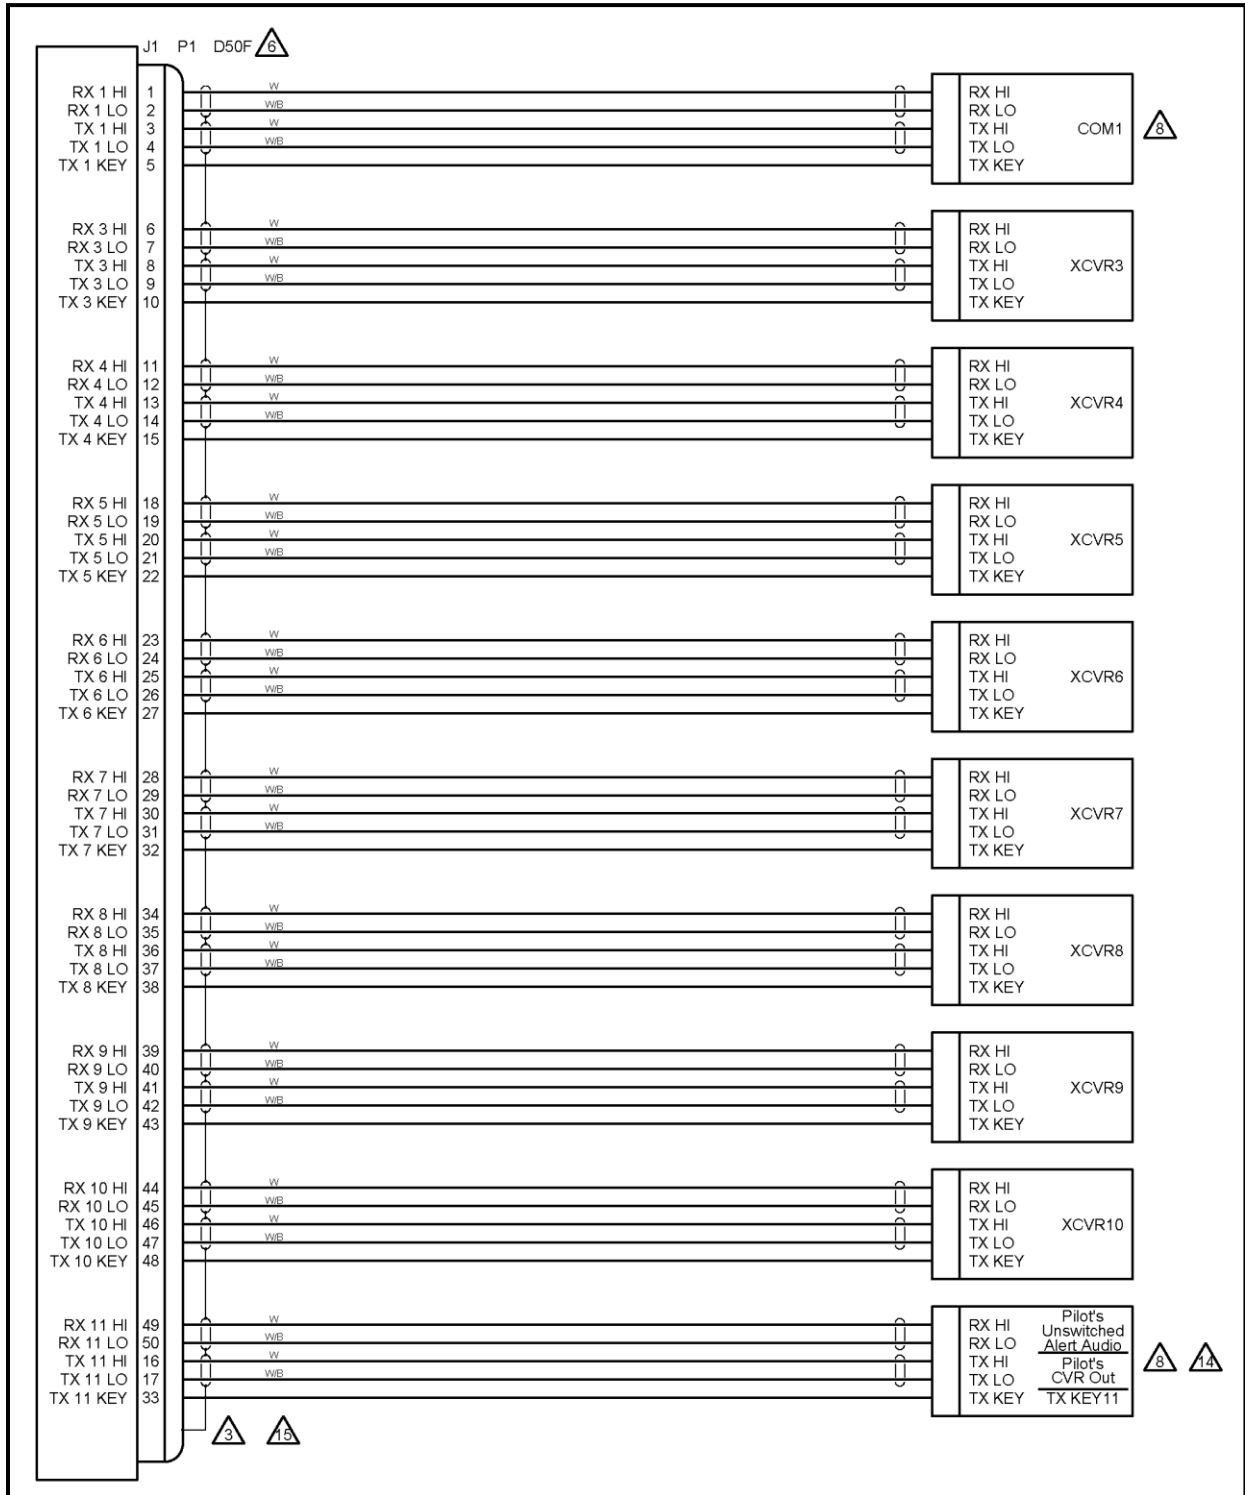 J1 P1 D50F 6
RX 1 HI 1 W RX HI
RX 1 LO 2 W/B RX LO
TX 1 HI 3 W TX HI COM1 8
TX 1 LO 4 W/B TX LO
TX 1 KEY 5 TX KEY
RX 3 HI 6 W RX HI
RX 3 LO 7 W/B RX LO
TX 3 HI 8 W TX HI XCVR3
TX 3 LO 9 W/B TX LO
TX 3 KEY 10 TX KEY
RX 4 HI 11 W RX HI
RX 4 LO 12 W/B RX LO
TX 4 HI 13 W TX HI XCVR4
TX 4 LO 14 W/B TX LO
TX 4 KEY 15 TX KEY
RX 5 HI 18 W RX HI
RX 5 LO 19 W/B RX LO
TX 5 HI 20 W TX HI XCVR5
TX 5 LO 21 W/B TX LO
TX 5 KEY 22 TX KEY
RX 6 HI 23 W RX HI
RX 6 LO 24 W/B RX LO
TX 6 HI 25 W TX HI XCVR6
TX 6 LO 26 W/B TX LO
TX 6 KEY 27 TX KEY
RX 7 HI 28 W RX HI
RX 7 LO 29 W/B RX LO
TX 7 HI 30 W TX HI XCVR7
TX 7 LO 31 W/B TX LO
TX 7 KEY 32 TX KEY
RX 8 HI 34 W RX HI
RX 8 LO 35 W/B RX LO
TX 8 HI 36 W TX HI XCVR8
TX 8 LO 37 W/B TX LO
TX 8 KEY 38 TX KEY
RX 9 HI 39 W RX HI
RX 9 LO 40 W/B RX LO
TX 9 HI 41 W TX HI XCVR9
TX 9 LO 42 W/B TX LO
TX 9 KEY 43 TX KEY
RX 10 HI 44 W RX HI
RX 10 LO 45 W/B RX LO
TX 10 HI 46 W TX HI XCVR10
TX 10 LO 47 W/B TX LO
TX 10 KEY 48 TX KEY
RX 11 HI 49 W RX HI Pilot's
Unswitched
RX 11 LO 50 W/B RX LO Alert Audio
TX 11 HI 16 W TX HI Pilot's 8 14
TX 11 LO 17 W/B TX LO CVR Out
TX 11 KEY 33 TX KEY TX KEY11
3 15